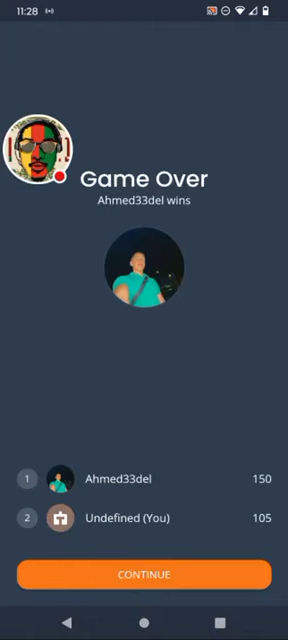 11:28
Game Over
Ahmed33del wins
1 Ahmed33del 150
2 Undefined (You) 105
CONTINUE